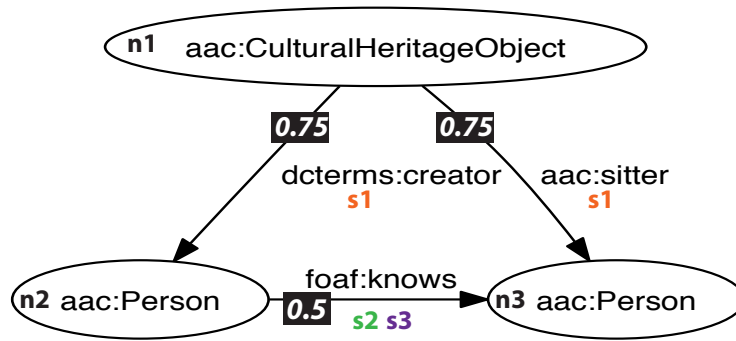 n1 aac:CulturalHeritageObject
0.75 0.75
dcterms:creator aac:sitter
s1 s1
foaf:knows
n2 aac:Person 0.5 n3 aac:Person
s2 s3